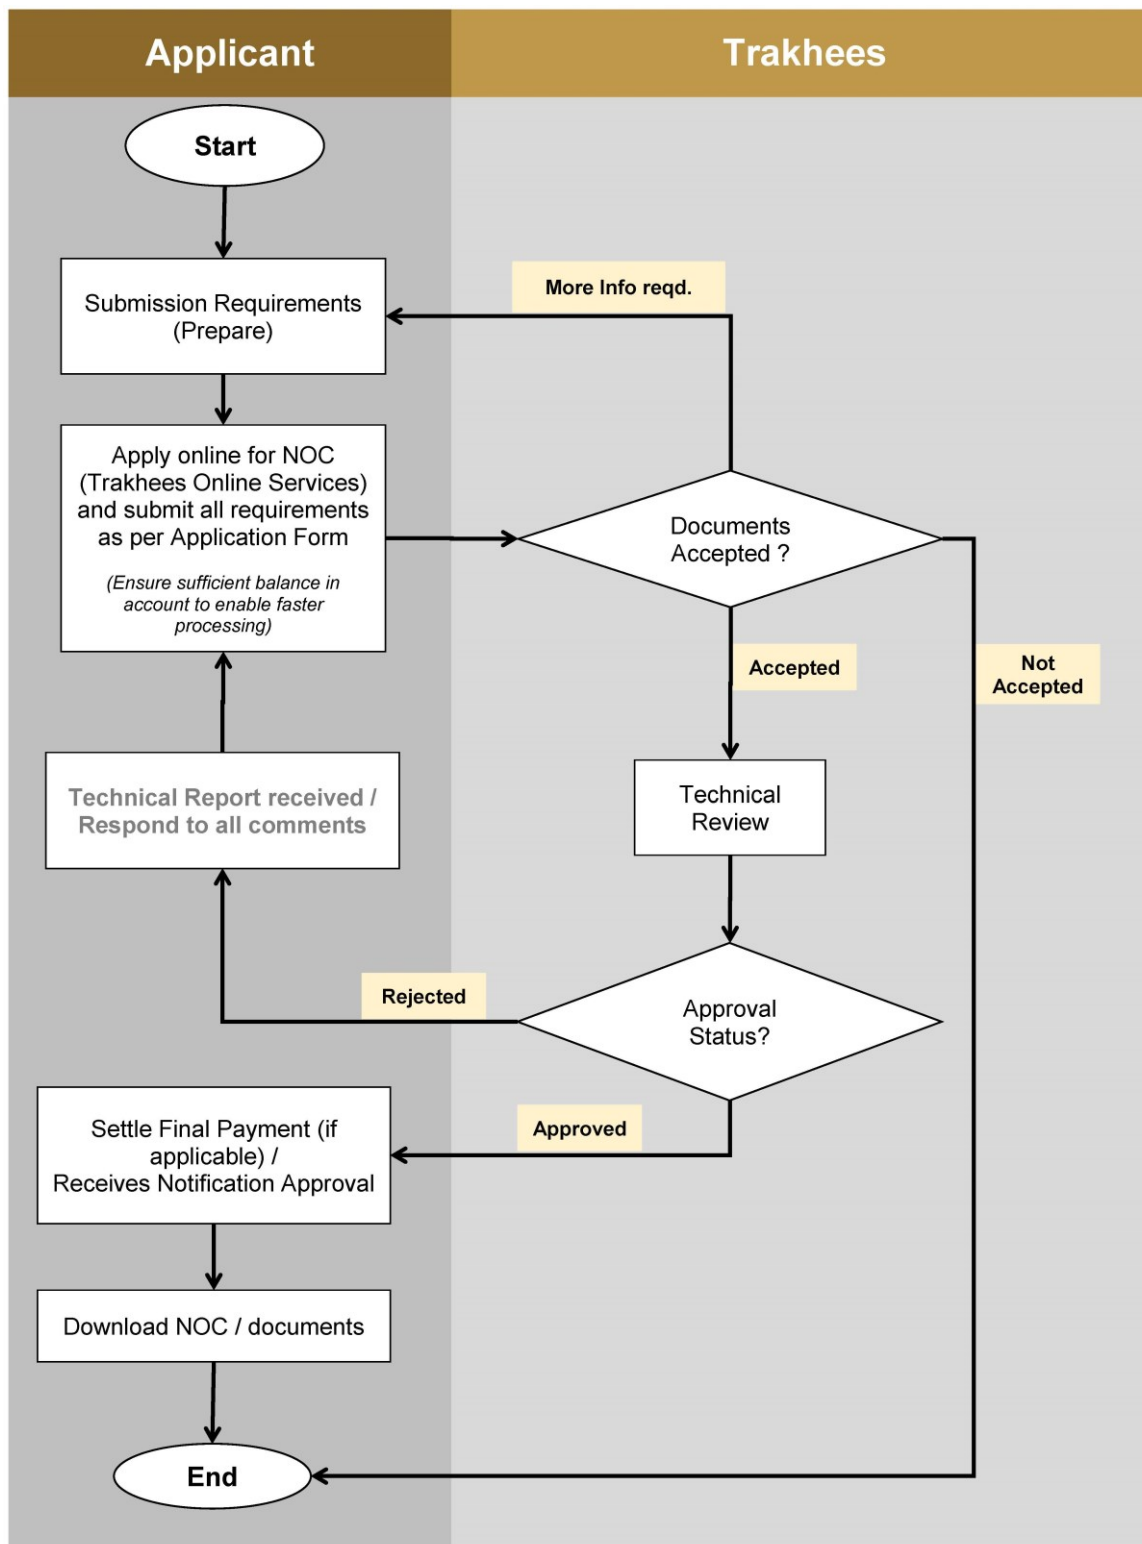 Applicant
Trakhees
Start
Submission Requirements
(Prepare)
More Info reqd.
Apply online for NOC
(Trakhees Online Services)
and submit all requirements
as per Application Form
(Ensure sufficient balance in
account to enable faster
processing)
Documents
Accepted ?
Accepted
Not
Accepted
Technical Report received /
Respond to all comments
Technical
Review
Rejected
Approval
Status?
Approved
Settle Final Payment (if
applicable) /
Receives Notification Approval
Download NOC / documents
End